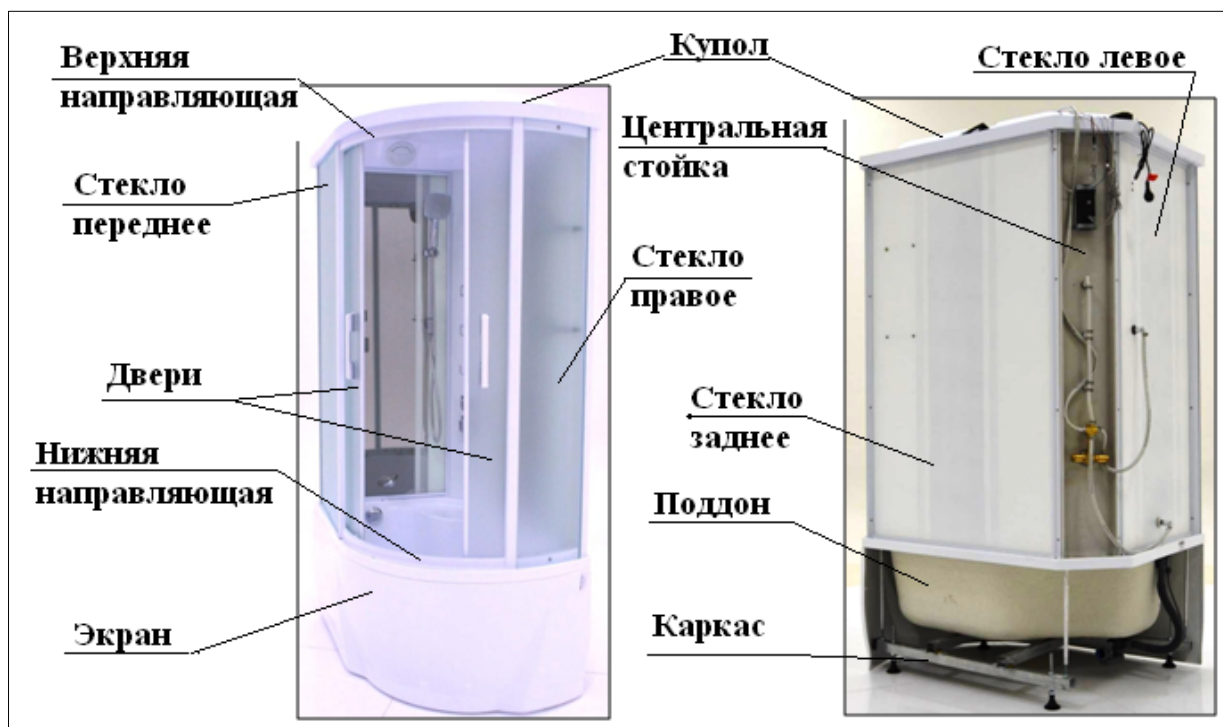 Верхняя
направляющая
Купол
Стекло левое
Центральная
стойка
Стекло
переднее
Стекло
правое
Двери
Стекло
заднее
Нижняя
направляющая
Поддон
Экран
Каркас